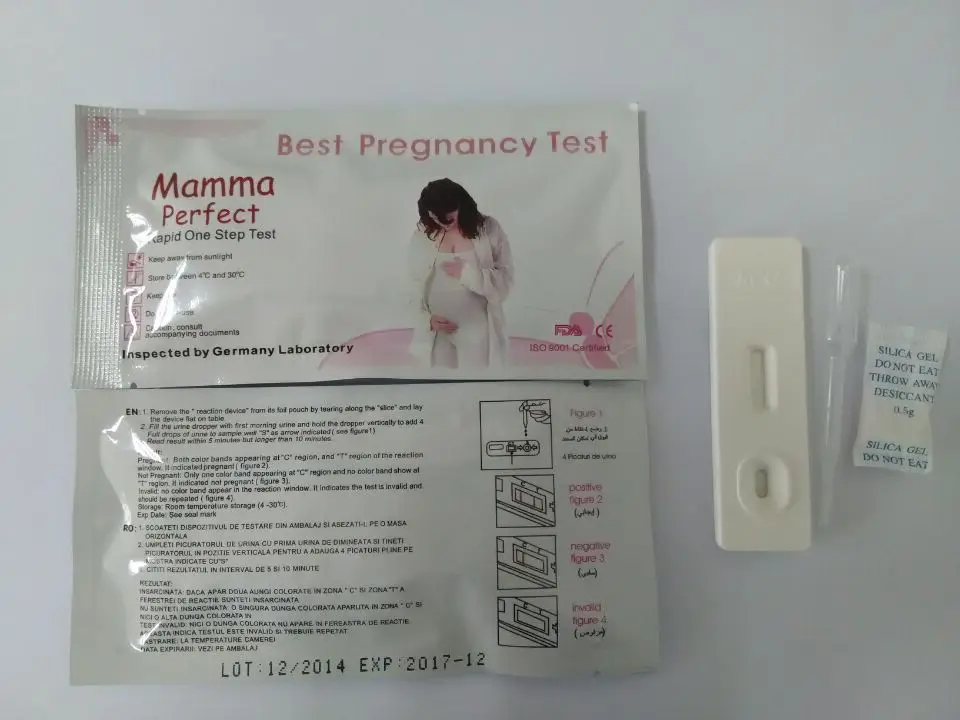 Best Pregnancy Test
Mamma
Perfect
Rapid One Step Test
Keep away from sunlight
Store between 4°C and 30°C
Keep
Do reuse
Caution, consult
accompanying documents
Inspected by Germany Laboratory
FDA CE
ISO 9001 Certified
EN: 1. Remove the " reaction device" from its foil pouch by tearing along the "slice" and lay
the device flat on table
2. Fill the urine dropper with first morning urine and hold the dropper vertically to add 4
Full drops of urine to sample well "S" as arrow indicated ( see figure1)
Read result within 5 minutes but longer than 10 minutes.
Pregnant: Both color bands appearing at"C" region, and "T" region of the reaction
window. It indicated pregnant ( figure 2).
Not Pregnant: Only one color band appearing at "C" region and no color band show at
"T" region. It indicated not pregnant ( figure 3).
Invalid: no color band appear in the reaction window. It indicates the test is invalid and
should be repeated ( figure 4).
Storage: Room temperature storage (4 -30°C).
Exp Date: See seal mark
RO: 1. SCOATETI DISPOZITIVUL DE TESTARE DIN AMBALAJ SI ASEZATI-L PE O MASA
ORIZONTALA
2. UMPLETI PICURATORUL DE URINA CU PRIMA URINA DE DIMINEATA SI TINETI
PICURATORUL IN POZITIE VERTICALA PENTRU A ADAUGA 4 PICATURI PLINE PE
MOSTRA INDICATE CU"S"
CITITI REZULTATUL IN INTERVAL DE 5 SI 10 MINUTE
REZULTAT:
INSARCINATA: DACA APAR DOUA AUNGI COLORATE IN ZONA " C" SI ZONA"T"A
FERESTREI DE REACTIE SUNTETI INSARCINATA
NU SUNTETI INSARCINATA: O SINGURA DUNGA COLORATA APARUTA IN ZONA " C" SI
NICI O ALTA DUNGA COLORATA IN
TEST INVALID: NICI O DUNGA COLORATA NU APARE IN FEREASTRA DE REACTIE.
ACEASTA INDICA TESTUL ESTE INVALID SI TREBUIE REPETAT
PASTRARE: LA TEMPERATURE CAMEREI
DATA EXPIRARII: VEZI PE AMBALAJ
Figure 1
4 Picaturi de urino
positive
figure 2
(إيجابي)
negative
figure 3
(سلبي)
invalid
figure 4
LOT:12/2014 EXP:2017-12
SILICA GEL
DO NOT EAT
THROW AWAY
DESICCANT
0.5g
SILICA GEL
DO NOT EAT